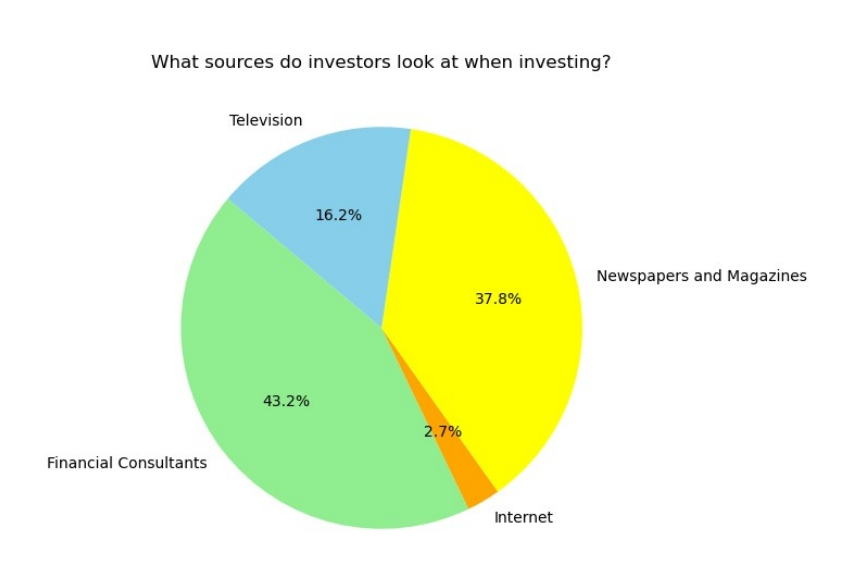 What sources do investors look at when investing?
Television
16.2%
37.8%
Newspapers and Magazines
43.2%
2.7%
Financial Consultants
Internet